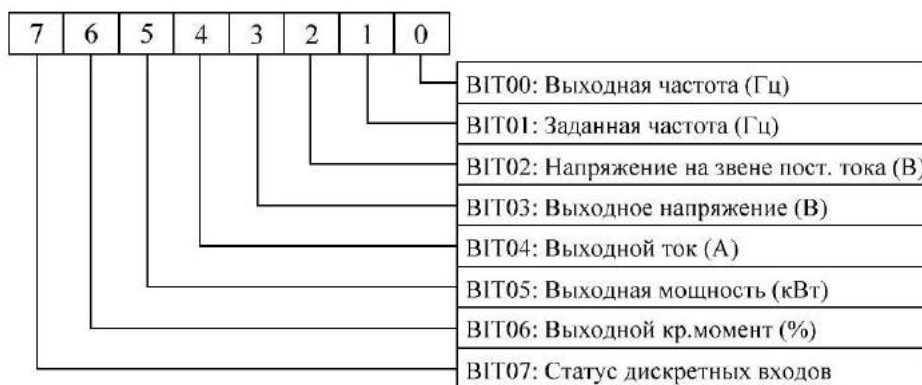 7 6 5 4 3 2 1 0
BIT00: Выходная частота (Гц)
BIT01: Заданная частота (Гц)
BIT02: Напряжение на звене пост. тока (В)
BIT03: Выходное напряжение (В)
BIT04: Выходной ток (А)
BIT05: Выходная мощность (кВт)
BIT06: Выходной кр.момент (%)
BIT07: Статус дискретных входов